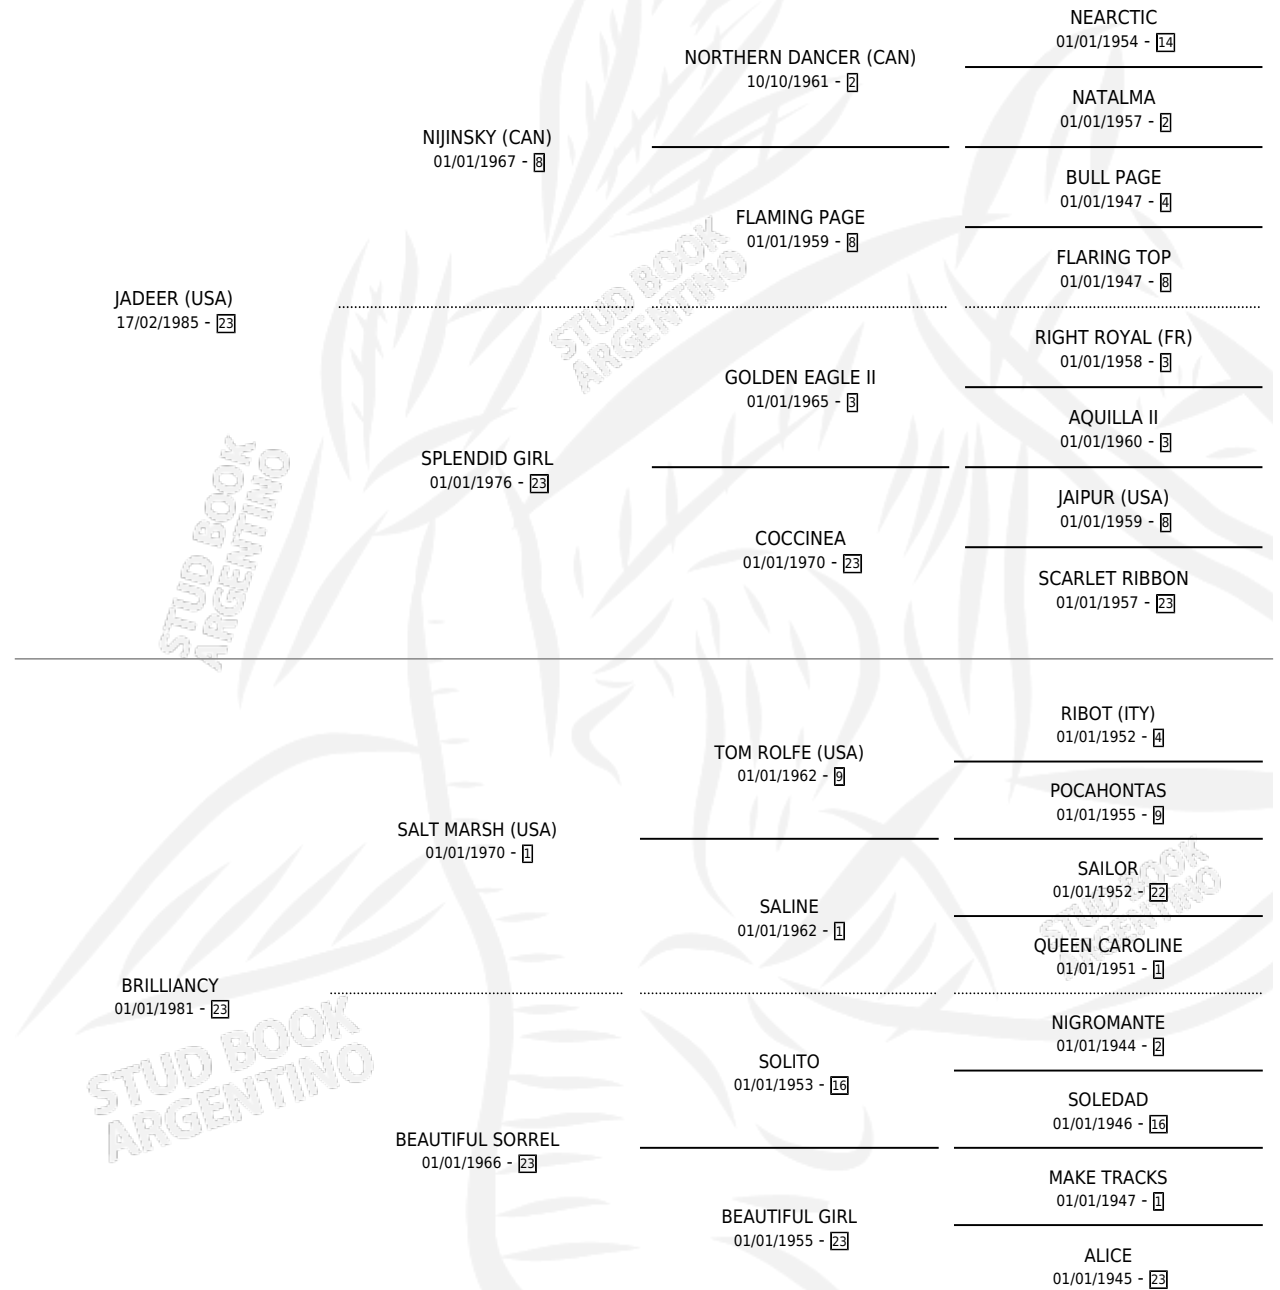 NEARCTIC
01/01/1954 - 14
NORTHERN DANCER (CAN)
10/10/1961 - 2
NATALMA
01/01/1957 - 2
NIJINSKY (CAN)
01/01/1967 - 8
BULL PAGE
01/01/1947 - 4
FLAMING PAGE
01/01/1959 - 8
FLARING TOP
01/01/1947 - 8
JADEER (USA)
17/02/1985 - 23
RIGHT ROYAL (FR)
01/01/1958 - 3
GOLDEN EAGLE II
01/01/1965 - 3
AQUILLA II
01/01/1960 - 3
SPLENDID GIRL
01/01/1976 - 23
JAIPUR (USA)
01/01/1959 - 8
COCCINEA
01/01/1970 - 23
SCARLET RIBBON
01/01/1957 - 23
STUD BOOK
ARGENTINO
STUD BOOK
ARGENTINO
RIBOT (ITY)
01/01/1952 - 4
TOM ROLFE (USA)
01/01/1962 - 9
POCAHONTAS
01/01/1955 - 9
SALT MARSH (USA)
01/01/1970 - 1
SAILOR
01/01/1952 - 22
SALINE
01/01/1962 - 1
QUEEN CAROLINE
01/01/1951 - 1
BRILLIANCY
01/01/1981 - 23
NIGROMANTE
01/01/1944 - 2
SOLITO
01/01/1953 - 16
SOLEDAD
01/01/1946 - 16
BEAUTIFUL SORREL
01/01/1966 - 23
MAKE TRACKS
01/01/1947 - 1
BEAUTIFUL GIRL
01/01/1955 - 23
ALICE
01/01/1945 - 23
STUD BOOK
ARGENTINO
STUD BOOK
ARGENTINO